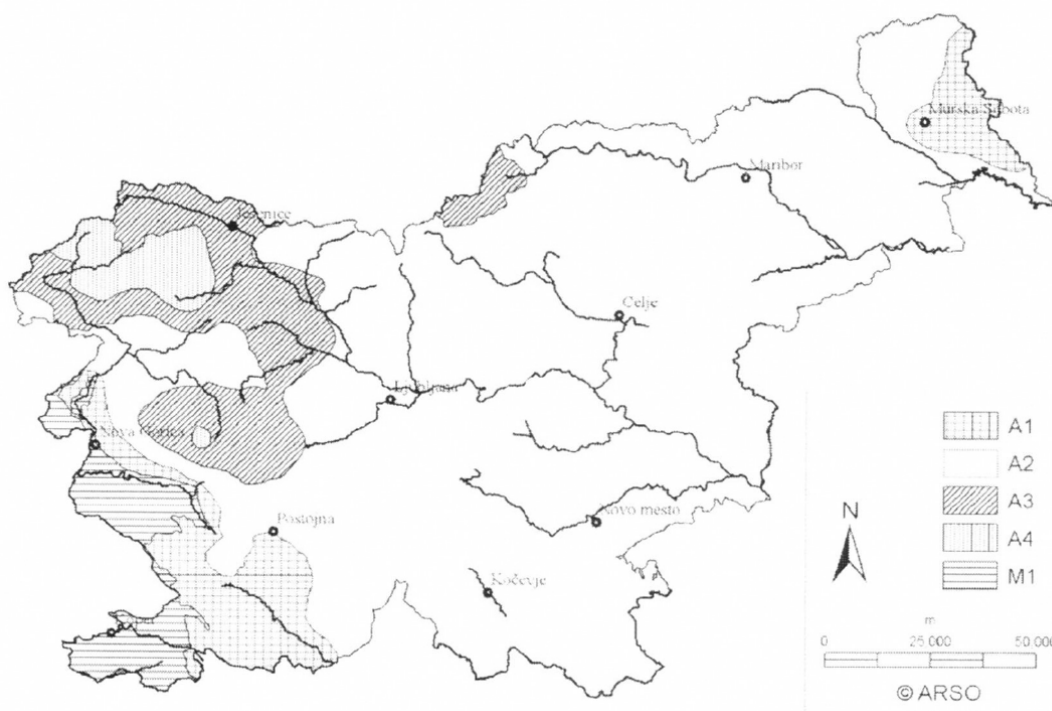 Murska Sobota
Maribor
Jesenice
Celje
Ljubljana
Nova Gorica
Postojna
Novo mesto
Kočevje
A1
A2
A3
A4
M1
N
m
0 25.000 50.000
© ARSO